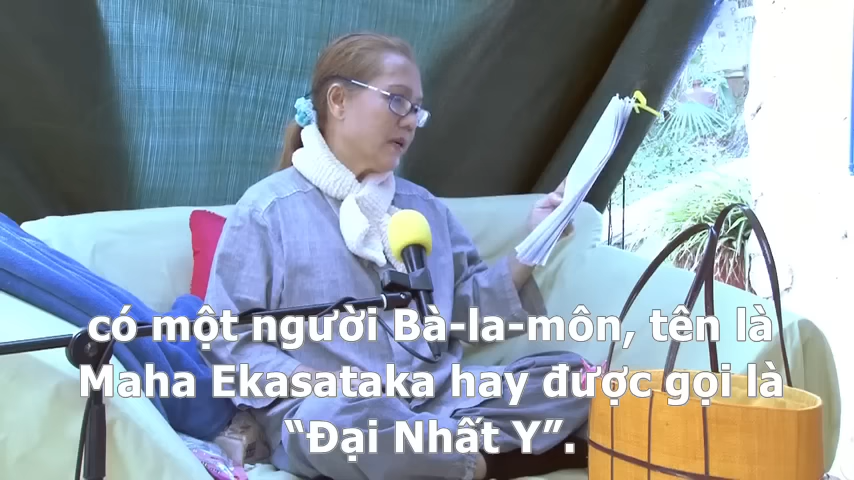 có một người Bà-la-môn, tên là
Maha Ekasataka hay được gọi là
“Đại Nhất Y”.